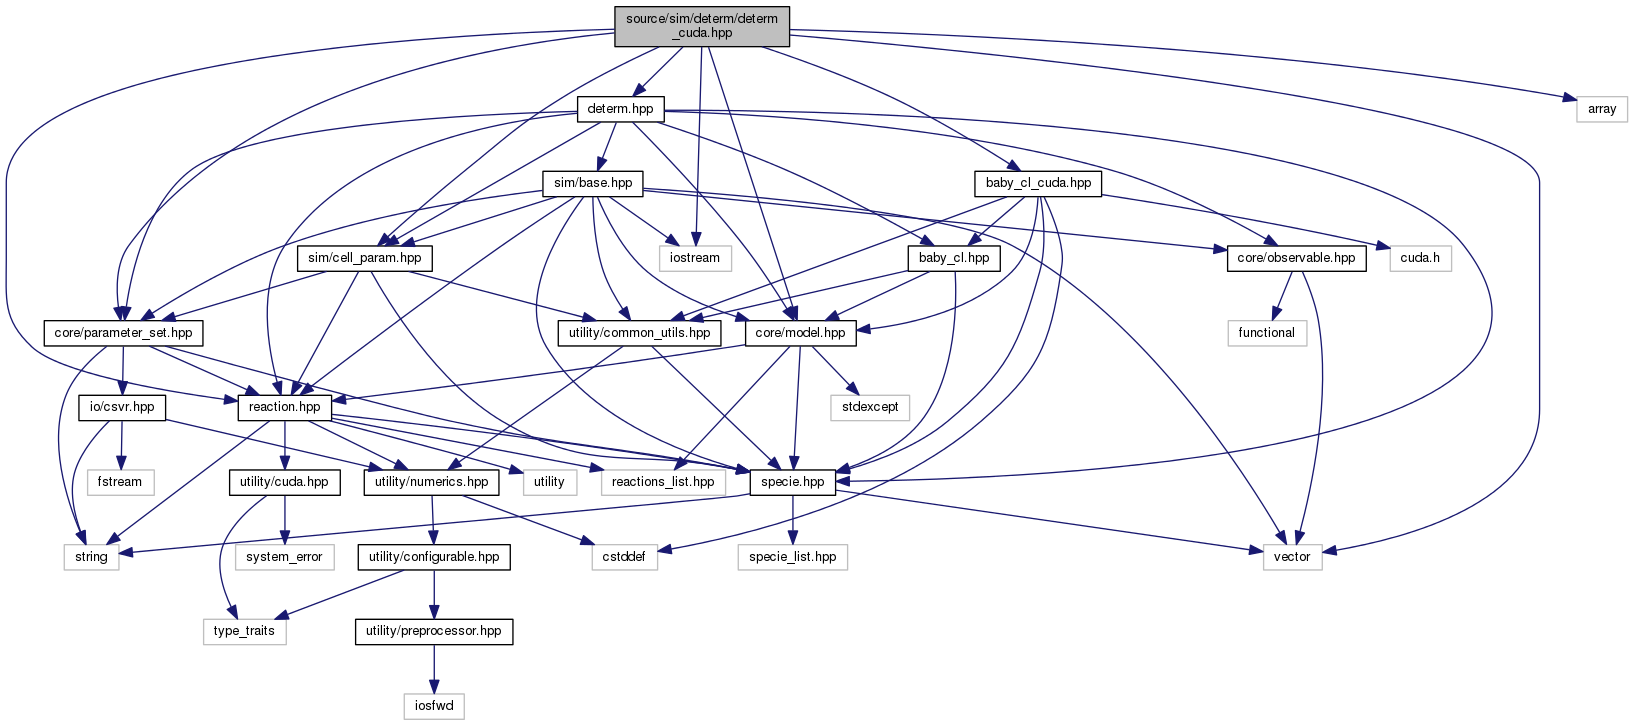 source/sim/determ/determ
_cuda.hpp
array
determ.hpp
sim/base.hpp
baby_cl_cuda.hpp
sim/cell_param.hpp
iostream
baby_cl.hpp
core/observable.hpp
cuda.h
core/parameter_set.hpp
utility/common_utils.hpp
core/model.hpp
functional
io/csvr.hpp
reaction.hpp
stdexcept
fstream
utility/cuda.hpp
utility/numerics.hpp
utility
reactions_list.hpp
specie.hpp
string
system_error
utility/configurable.hpp
cstddef
specie_list.hpp
vector
type_traits
utility/preprocessor.hpp
iosfwd